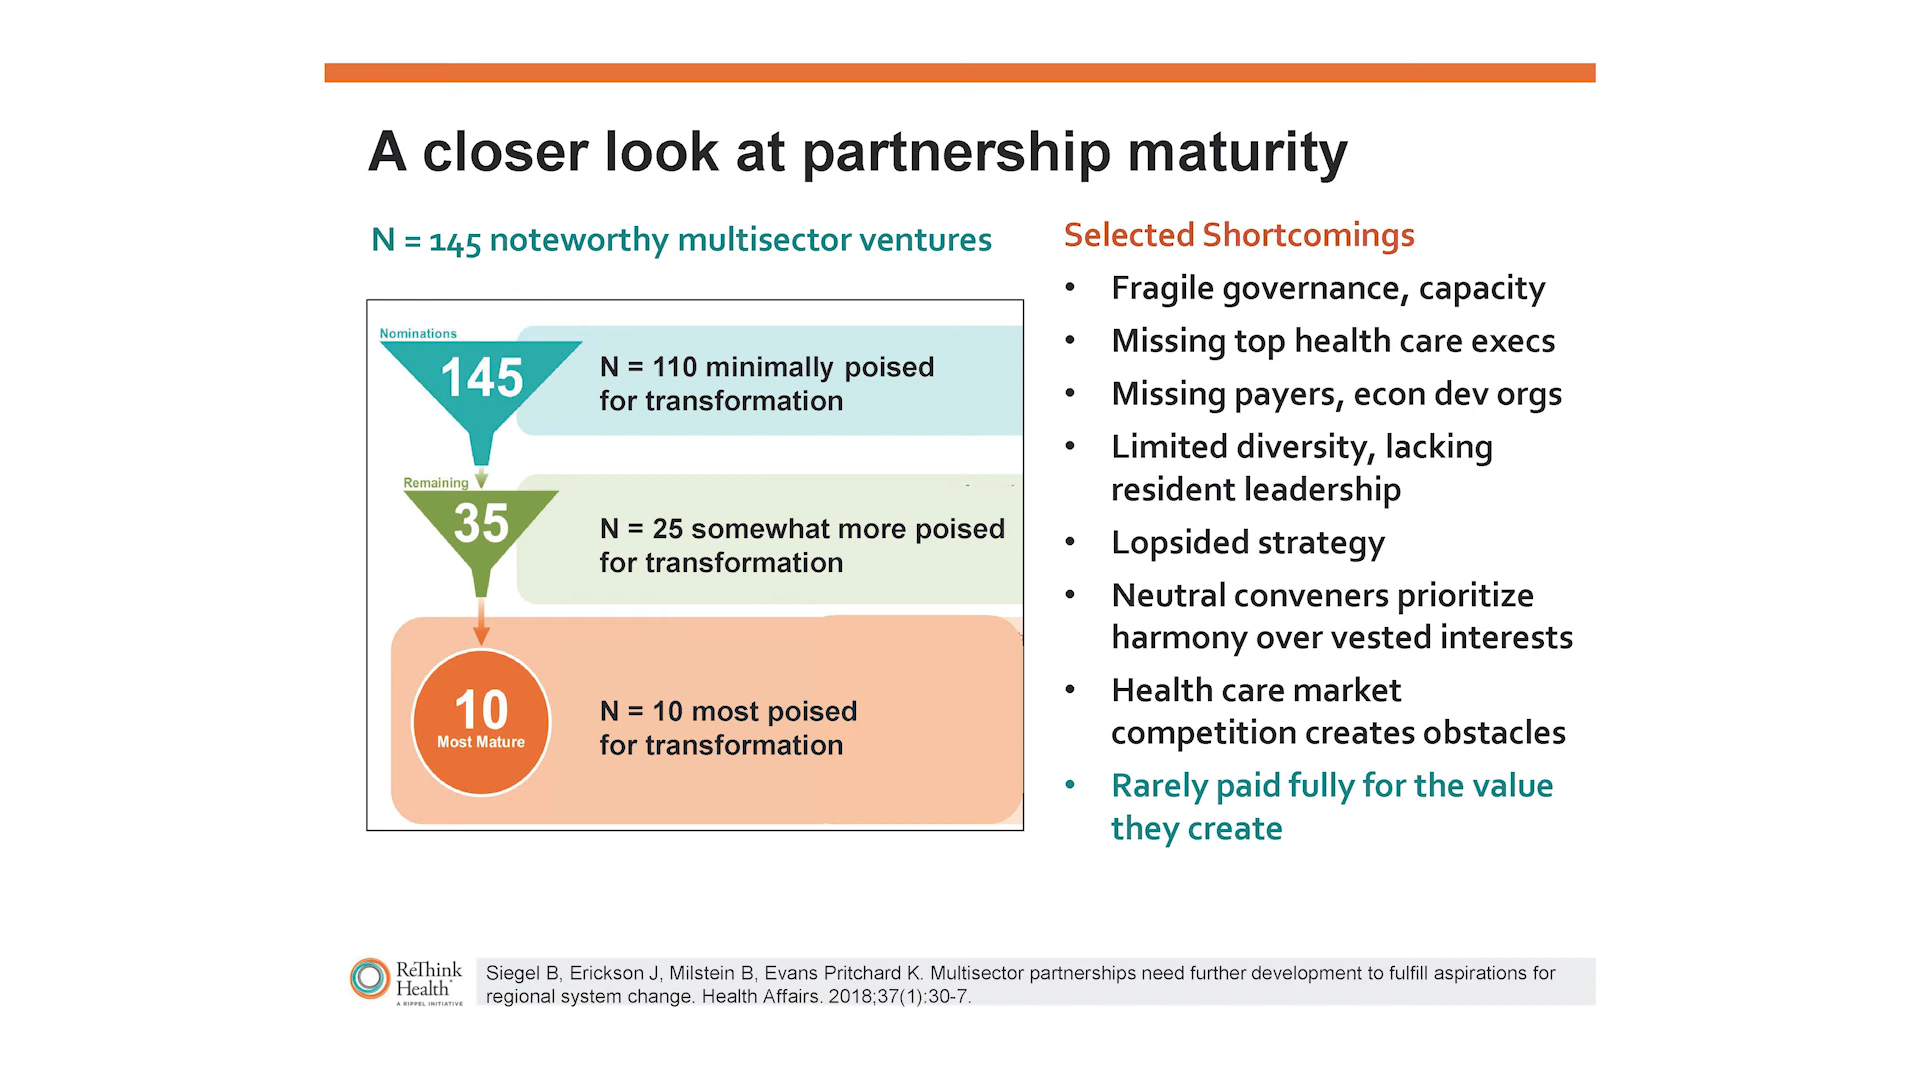 A closer look at partnership maturity
N = 145 noteworthy multisector ventures
Nominations
145
N = 110 minimally poised
for transformation
Remaining
35
N = 25 somewhat more poised
for transformation
10
Most Mature
N = 10 most poised
for transformation
Selected Shortcomings
• Fragile governance, capacity
• Missing top health care execs
• Missing payers, econ dev orgs
• Limited diversity, lacking
resident leadership
• Lopsided strategy
• Neutral conveners prioritize
harmony over vested interests
• Health care market
competition creates obstacles
• Rarely paid fully for the value
they create
ReThink
Health
A RIPPEL INITIATIVE
Siegel B, Erickson J, Milstein B, Evans Pritchard K. Multisector partnerships need further development to fulfill aspirations for
regional system change. Health Affairs. 2018;37(1):30-7.